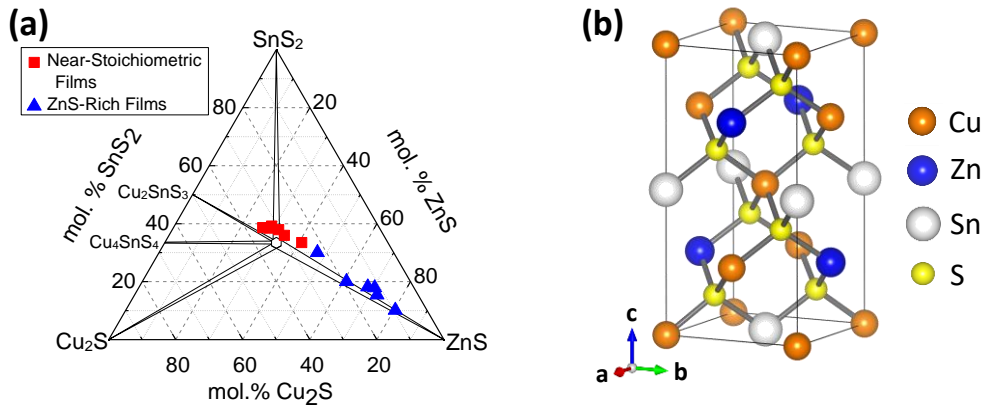 (a)
SnS₂
Near-Stoichiometric
Films
ZnS-Rich Films
80
20
mol. % SnS2
mol. % ZnS
60
40
Cu₂SnS₃
40
60
Cu₄SnS₄
20
80
Cu₂S
ZnS
80
60
40
20
mol.% Cu₂S
(b)
Cu
Zn
Sn
S
c
a
b